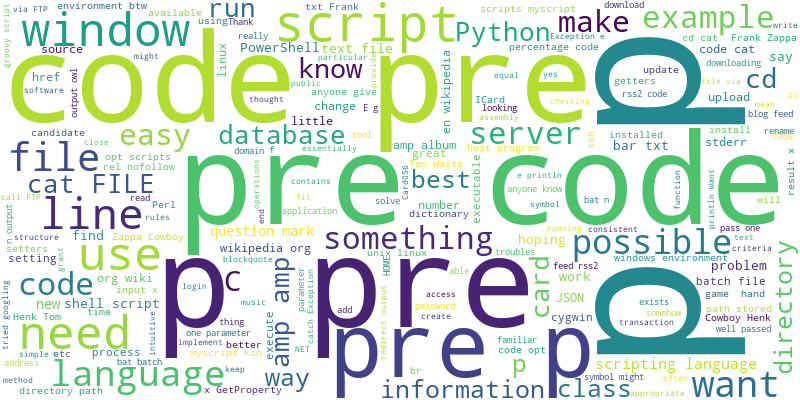 via FTP
environment btw
available
run
txt Frank
scripts myscript
download
write
groovy script
window
usingThank
script
Python
Exception e
make
example
cd cat
Frank Zappa
really
PowerShell
text file
percentage code
code cat
file via
source
might
linux
know
getters
update
downloading
say
code pre
p
href
output owl
software
thought
particular
public
provided
anyone give
equal
yes
rss2 code
cd
change
E g
ICard
looking
checking
upload
mean
little
en wikipedia
assembly
blog feed
candidate
easy
database
amp album
server
installed
install
rename
close
tool
host program
ssh
bar txt
stderr
file
opt scripts
domain f
essentially
great
Tom Waits
executable
result x
rel nofollow
operations
contains
best
anyone know
e println
function
println Want
will
cat FILE
read
Perl
solve
Card056
pre code
symbol
bat n
call FTP
rules
end
application
fit
dictionary
number
n output
line
question mark
something
running
consistent
structure
setters
find
Zappa Cowboy
wikipedia org
hoping
possible
text
pass one
criteria
setting
use
blockquote
unix linux
troubles
feed rss2
windows environment
problem
directory
address
org wiki
input x
HOME
able
work
batch file
code
c
parameter
card
JSON
exists
game
hand
tried googling
new
shell script
login
p pre
access
somehow
path stored
Henk Tom
time
music
add
password
cygwin
transaction
Cowboy Henk
need
intuitive
thing
amp amp
catch Exception
redirect output
create
well passed
one parameter
pre p
familiar
simple
etc
process
implement
better
execute
NET
code opt
scripting language
method
language
bat batch
myscript ksh
keep
way
br
p
class
symbol might
often
want
directory path
x GetProperty
information
appropriate